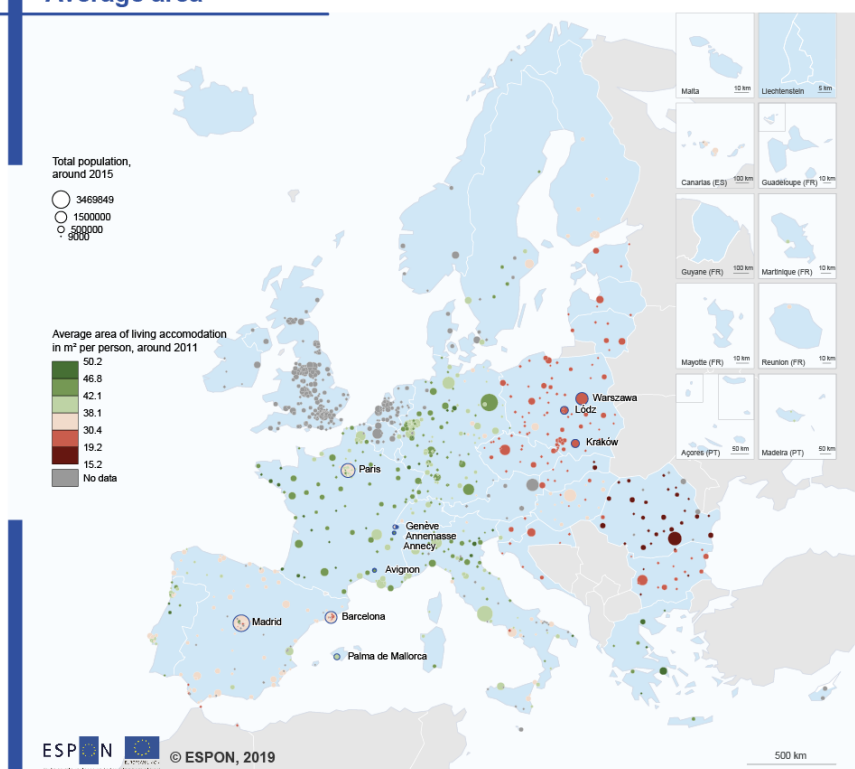 Average area
Total population,
around 2015
3469849
1500000
500000
9000
Average area of living accomodation
in m² per person, around 2011
50.2
46.8
42.1
38.1
30.4
19.2
15.2
No data
Malta
10 km
Liechtenstein
5 km
Canarias (ES)
100 km
Guadeloupe (FR)
10 km
Guyane (FR)
100 km
Martinique (FR)
10 km
Mayotte (FR)
10 km
Reunion (FR)
10 km
Açores (PT)
50 km
Madeira (PT)
50 km
Warszawa
Lódz
Kraków
Paris
Genève
Annemasse
Annecy
Avignon
Madrid
Barcelona
Palma de Mallorca
ESPON
© ESPON, 2019
500 km